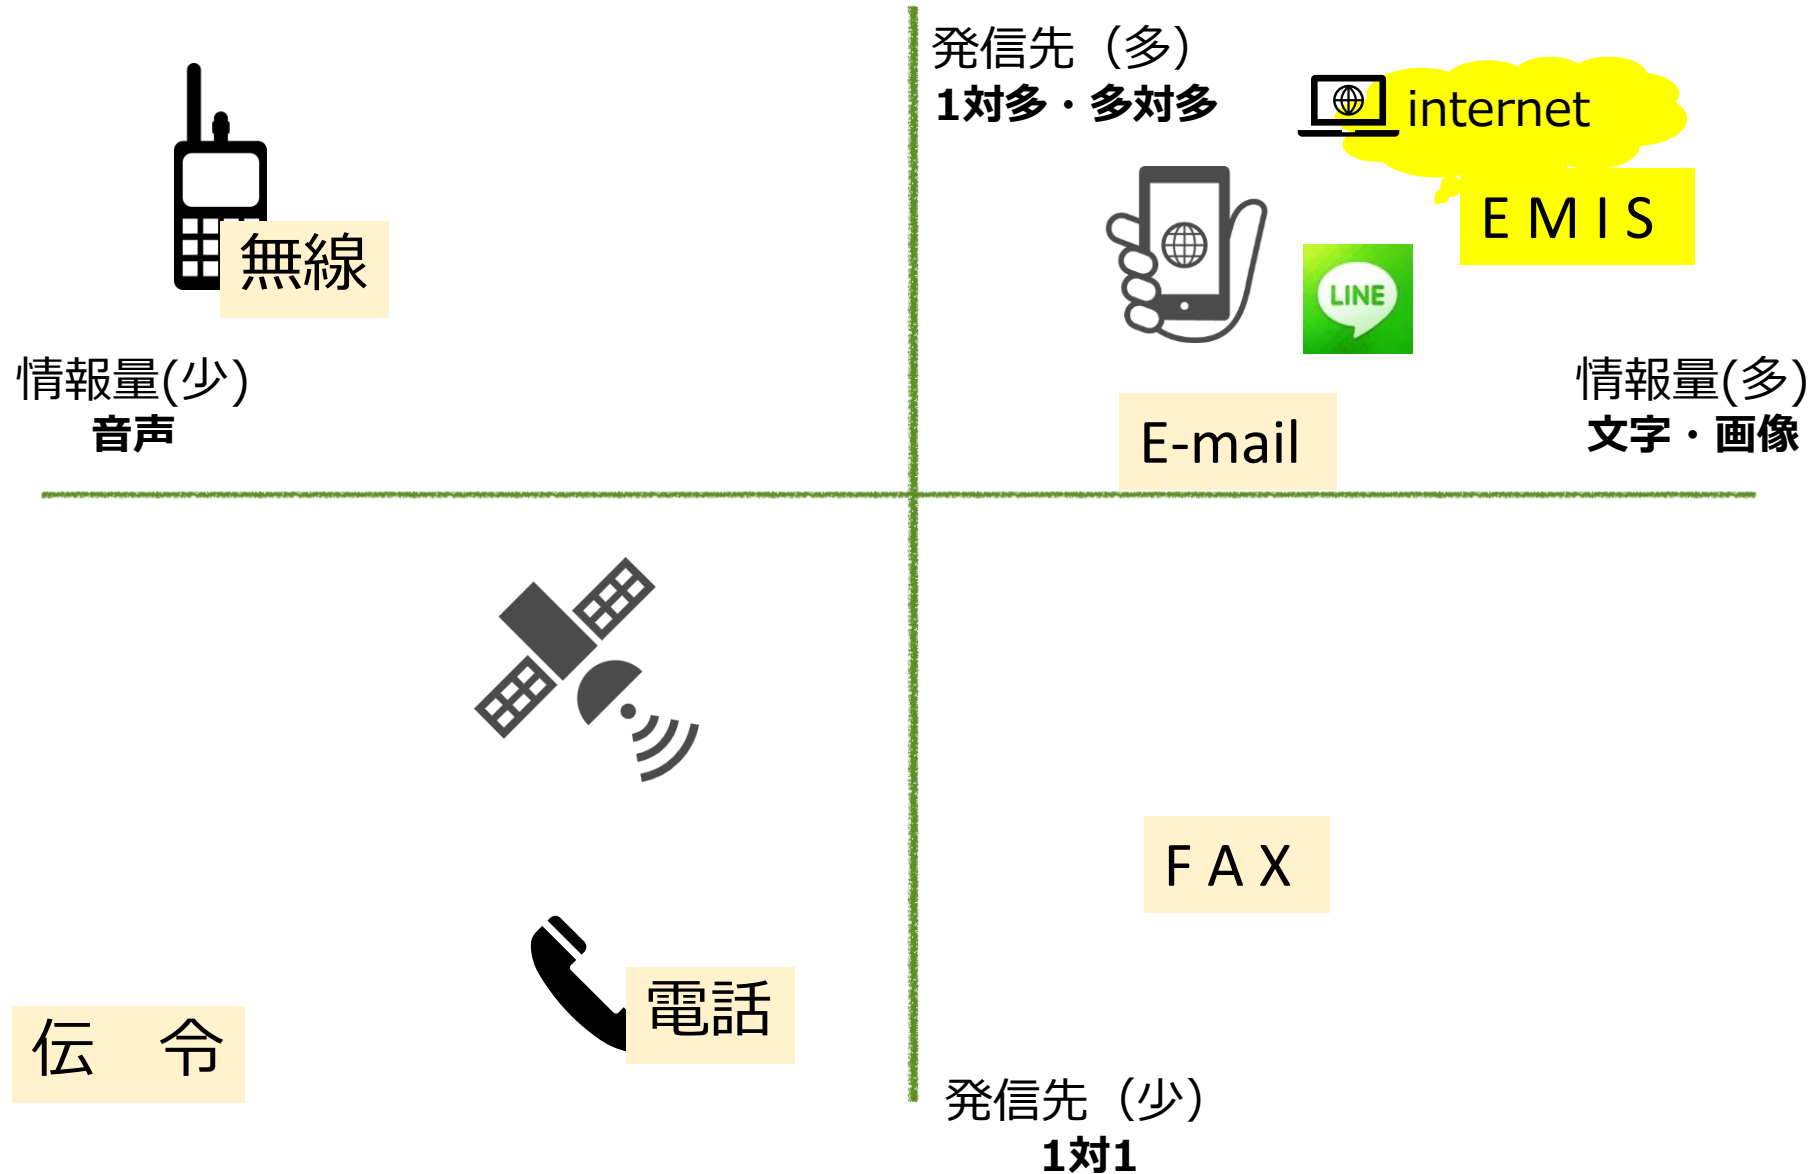 発信先（多）
1対多・多対多
internet
EMIS
無線
LINE
情報量(少)
音声
情報量(多)
文字・画像
E-mail
FAX
電話
伝　令
発信先（少）
1対1